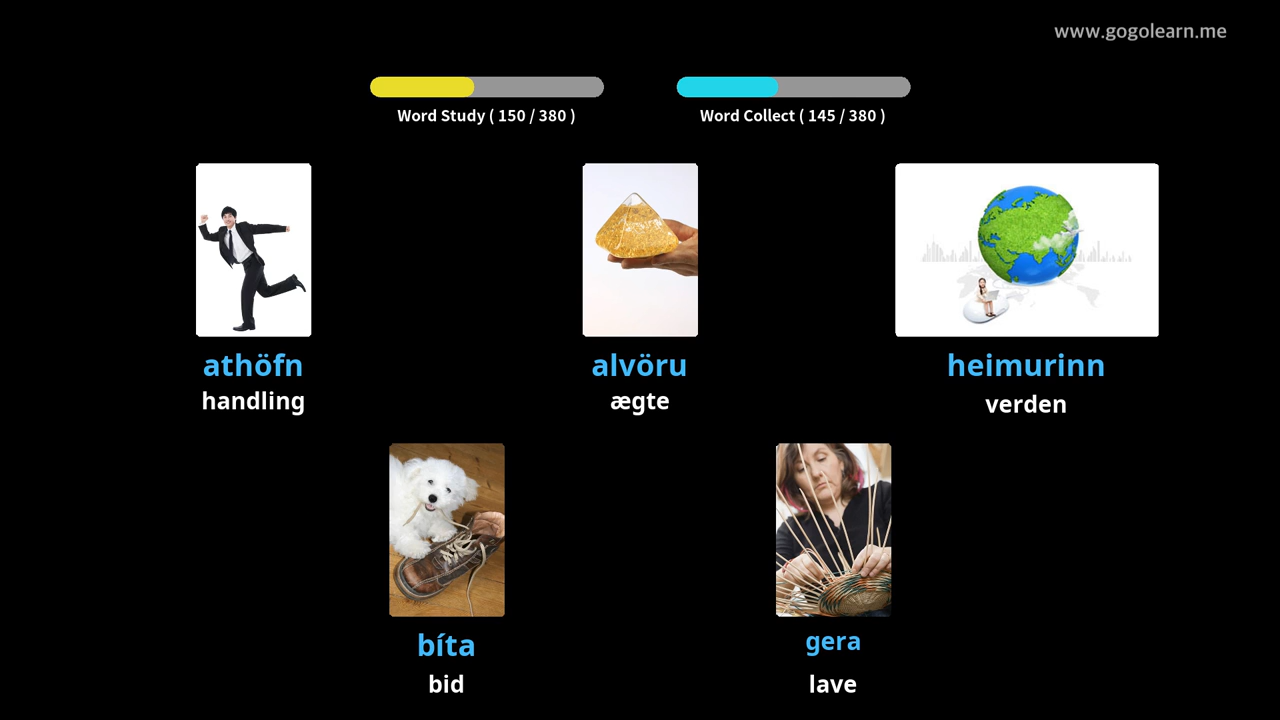 www.gogolearn.me
Word Study ( 150 / 380 )
Word Collect ( 145 / 380 )
athöfn
handling
alvöru
ægte
heimurinn
verden
bíta
bid
gera
lave